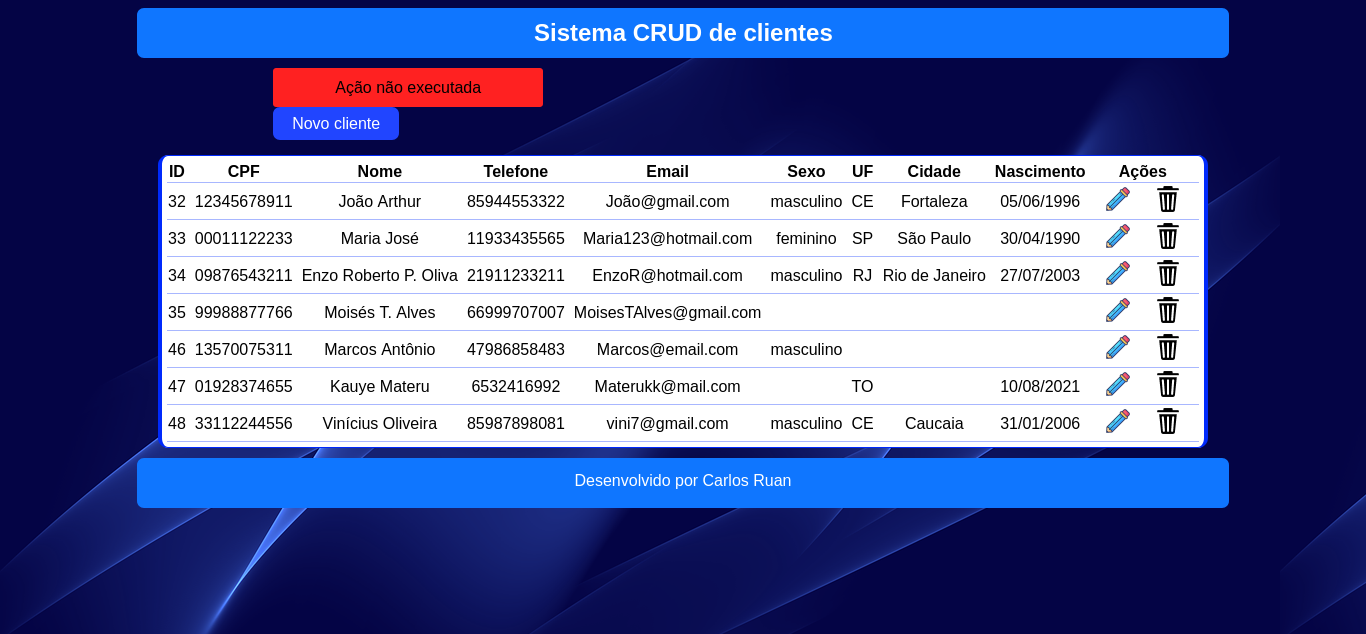 Sistema CRUD de clientes
Ação não executada
Novo cliente
ID CPF Nome Telefone Email Sexo UF Cidade Nascimento Ações
32 12345678911 João Arthur 85944553322 João@gmail.com masculino CE Fortaleza 05/06/1996
33 00011122233 Maria José 11933435565 Maria123@hotmail.com feminino SP São Paulo 30/04/1990
34 09876543211 Enzo Roberto P. Oliva 21911233211 EnzoR@hotmail.com masculino RJ Rio de Janeiro 27/07/2003
35 99988877766 Moisés T. Alves 66999707007 MoisesTAlves@gmail.com
46 13570075311 Marcos Antônio 47986858483 Marcos@email.com masculino
47 01928374655 Kauye Materu 6532416992 Materukk@mail.com TO 10/08/2021
48 33112244556 Vinícius Oliveira 85987898081 vini7@gmail.com masculino CE Caucaia 31/01/2006
Desenvolvido por Carlos Ruan